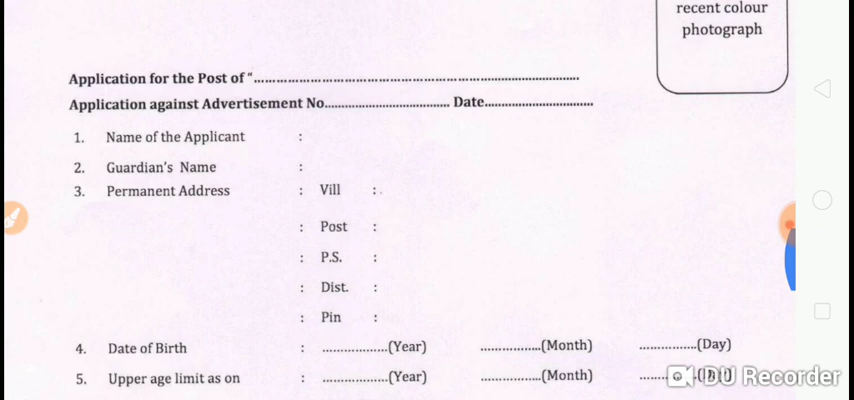 recent colour
photograph
Application for the Post of "........................................................................................................
Application against Advertisement No........................................ Date...................................
1. Name of the Applicant :
2. Guardian's Name :
3. Permanent Address : Vill :
: Post :
: P.S. :
: Dist. :
: Pin :
4. Date of Birth : ...................(Year) ..................(Month) .................(Day)
5. Upper age limit as on : ...................(Year) ..................(Month)
DU Recorder